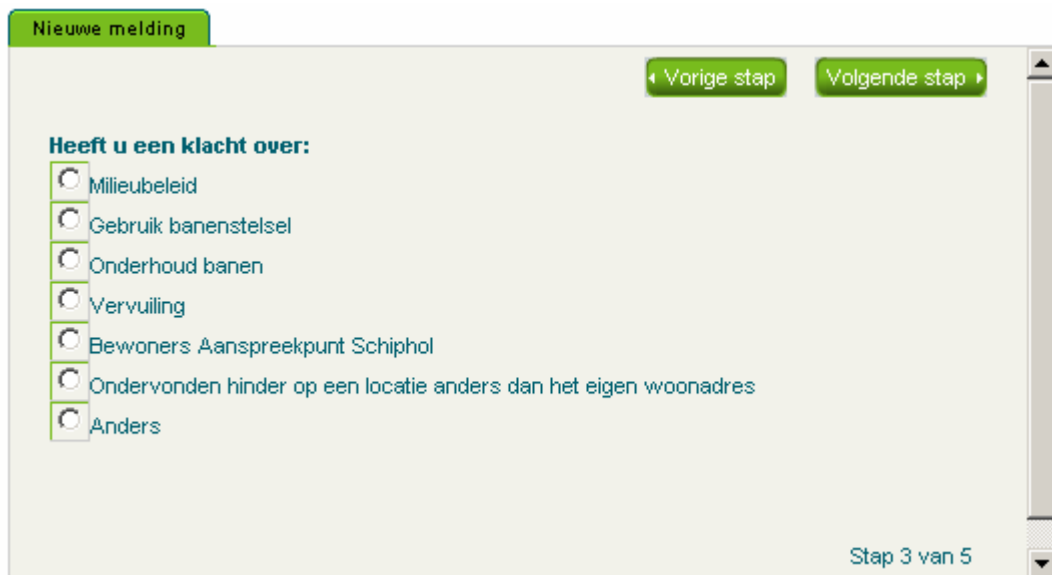 Nieuwe melding
Vorige stap
Volgende stap
Heeft u een klacht over:
Milieubeleid
Gebruik banenstelsel
Onderhoud banen
Vervuiling
Bewoners Aanspreekpunt Schiphol
Ondervonden hinder op een locatie anders dan het eigen woonadres
Anders
Stap 3 van 5